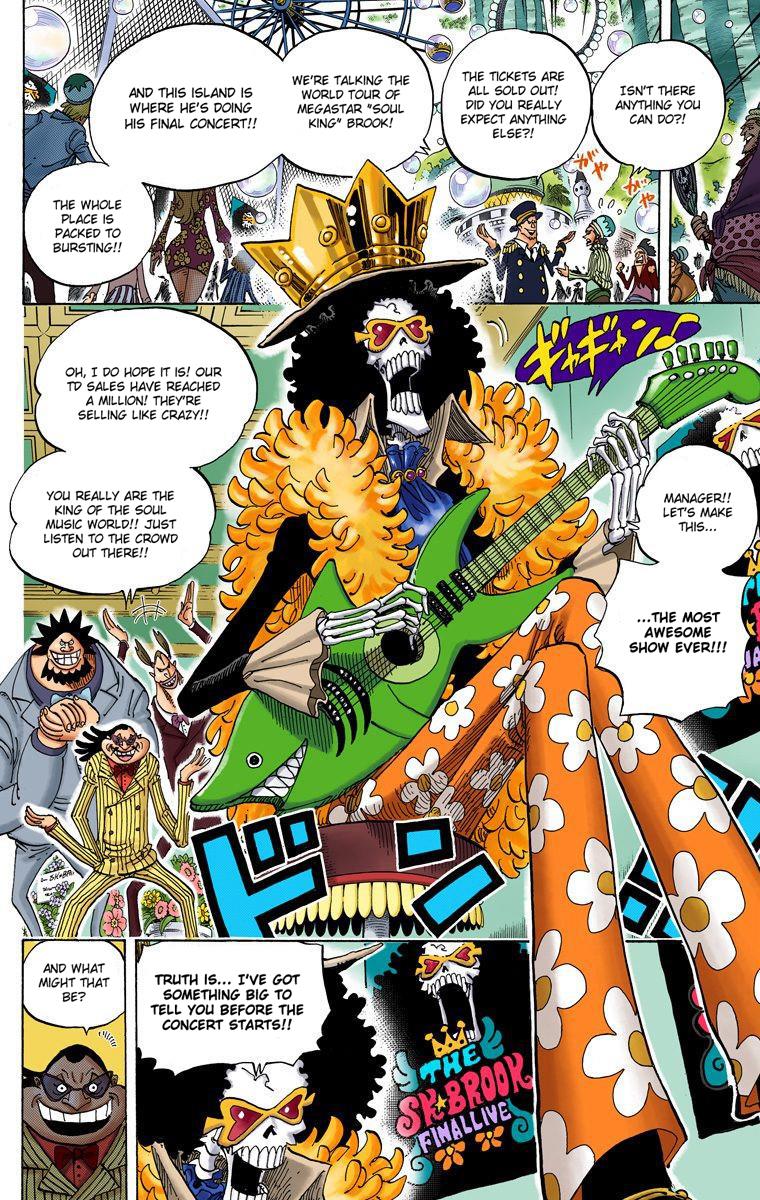 ISN'T THERE
ANYTHING YOU
CAN DO?!
THE TICKETS ARE
ALL SOLD OUT!
DID YOU REALLY
EXPECT ANYTHING
ELSE?!
WE'RE TALKING THE
WORLD TOUR OF
MEGASTAR "SOUL
KING" BROOK!
AND THIS ISLAND IS
WHERE HE'S DOING
HIS FINAL CONCERT!!
THE WHOLE
PLACE IS
PACKED TO
BURSTING!!
ガヤ
ガヤ
ギャギャン!!
MANAGER!!
LET'S MAKE
THIS...
...THE MOST
AWESOME
SHOW EVER!!!
OH, I DO HOPE IT IS! OUR
TD SALES HAVE REACHED
A MILLION! THEY'RE
SELLING LIKE CRAZY!!
YOU REALLY ARE THE
KING OF THE SOUL
MUSIC WORLD!! JUST
LISTEN TO THE CROWD
OUT THERE!!
ドン
TRUTH IS... I'VE GOT
SOMETHING BIG TO
TELL YOU BEFORE THE
CONCERT STARTS!!
THE
SK★BROOK
FINALLIVE
AND WHAT
MIGHT THAT
BE?